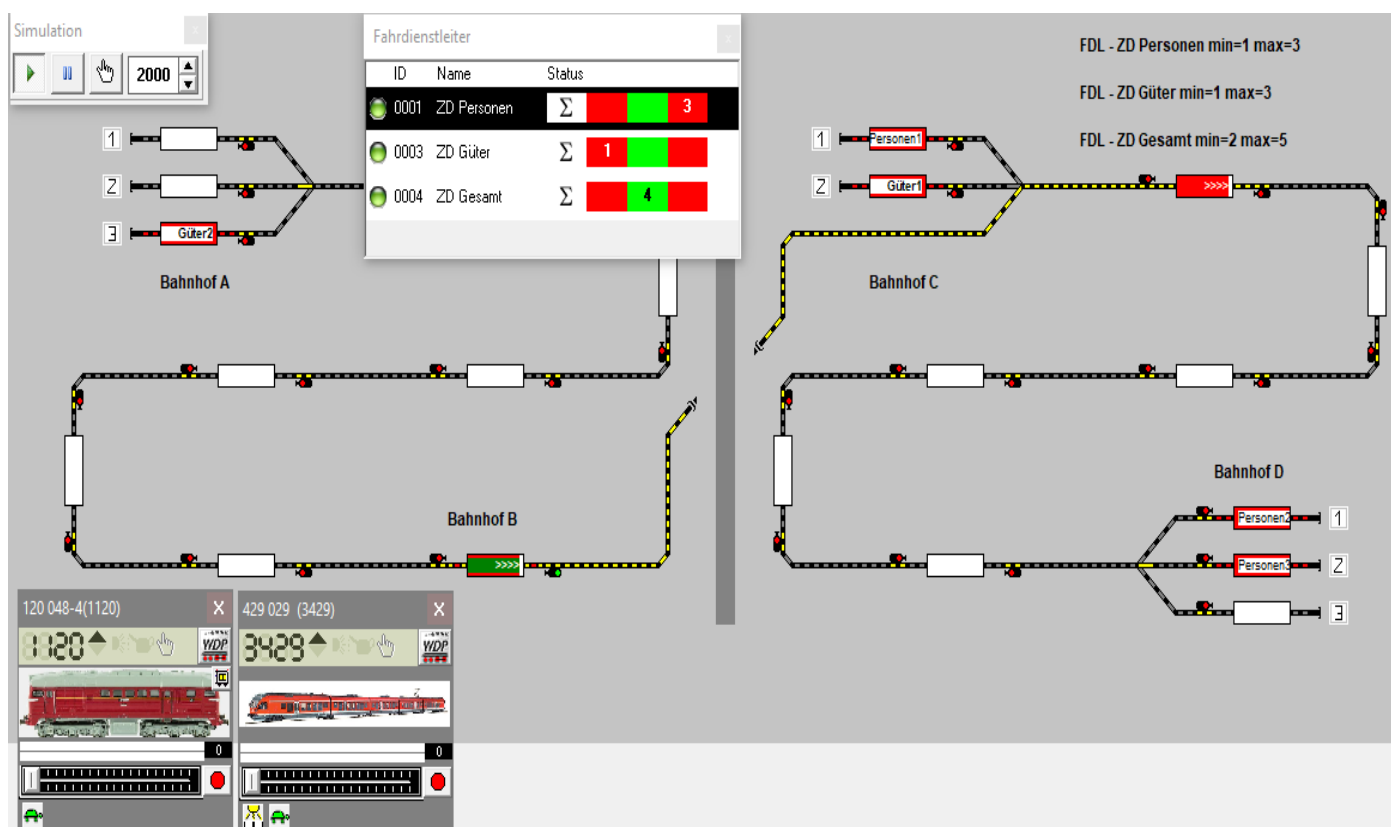 Simulation
x
2000
Fahrdienstleiter
x
ID Name Status
0001 ZD Personen Σ 3
0003 ZD Güter Σ 1
0004 ZD Gesamt Σ 4
FDL - ZD Personen min=1 max=3
FDL - ZD Güter min=1 max=3
FDL - ZD Gesamt min=2 max=5
1
2
3 Güter2
Bahnhof A
1 Personen1
2 Güter1
>>>>
Bahnhof C
Bahnhof B
>>>>
Bahnhof D
Personen2 1
Personen3 2
3
120 048-4(1120) X
1120 WDP
0
429 029 (3429) X
3429 WDP
0